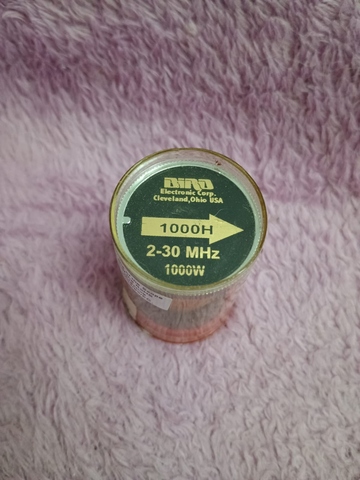 BIRD
Electronic Corp.
Cleveland,Ohio USA
1000H
2-30 MHz
1000W